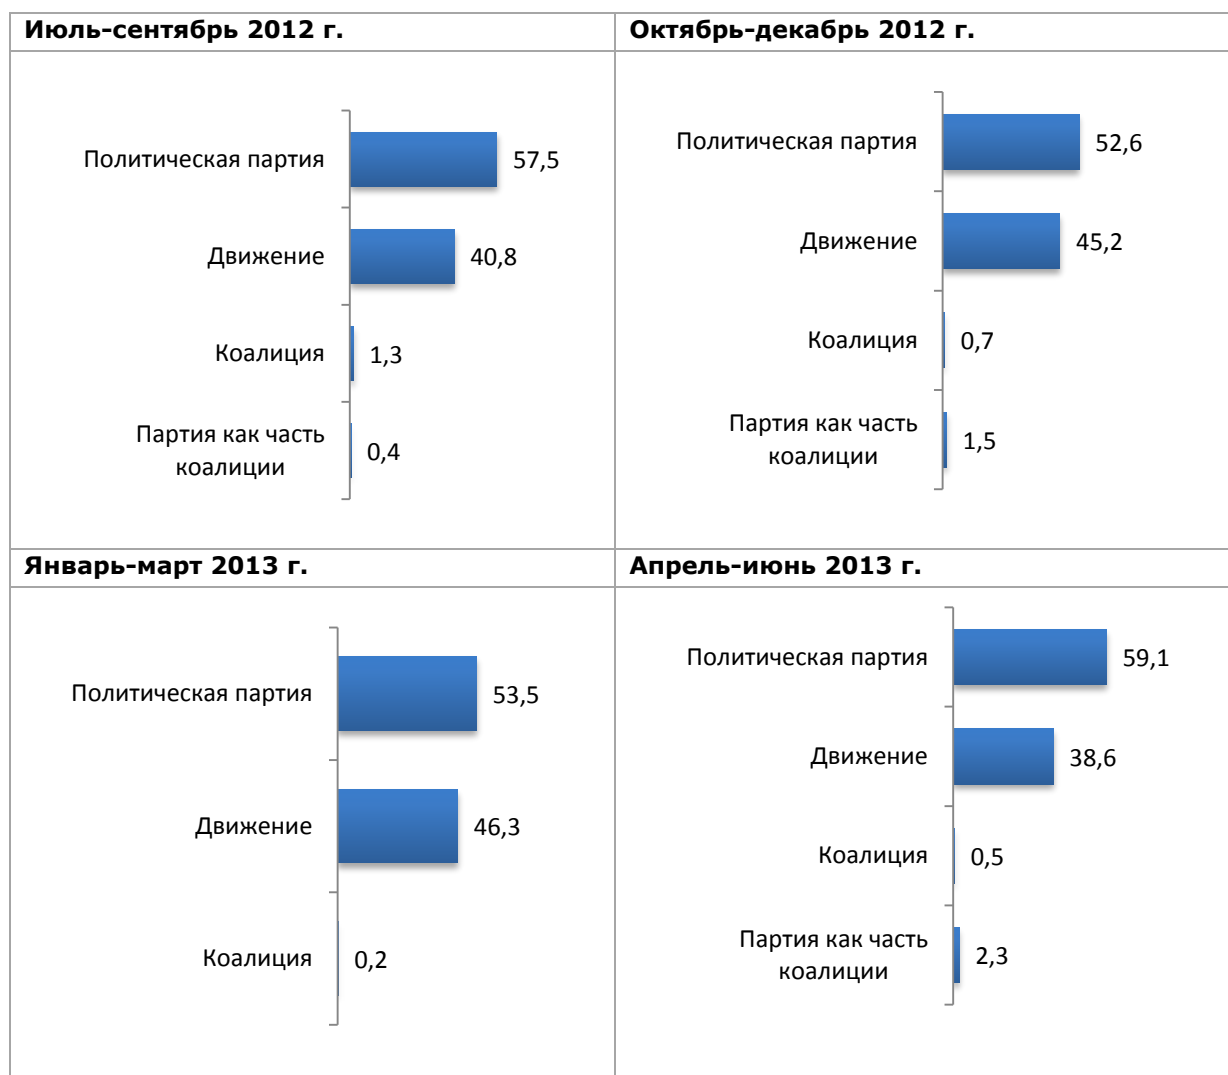 Июль-сентябрь 2012 г.
Октябрь-декабрь 2012 г.
Политическая партия 57,5
Движение 40,8
Коалиция 1,3
Партия как часть
коалиции 0,4
Политическая партия 52,6
Движение 45,2
Коалиция 0,7
Партия как часть
коалиции 1,5
Январь-март 2013 г.
Апрель-июнь 2013 г.
Политическая партия 53,5
Движение 46,3
Коалиция 0,2
Политическая партия 59,1
Движение 38,6
Коалиция 0,5
Партия как часть
коалиции 2,3